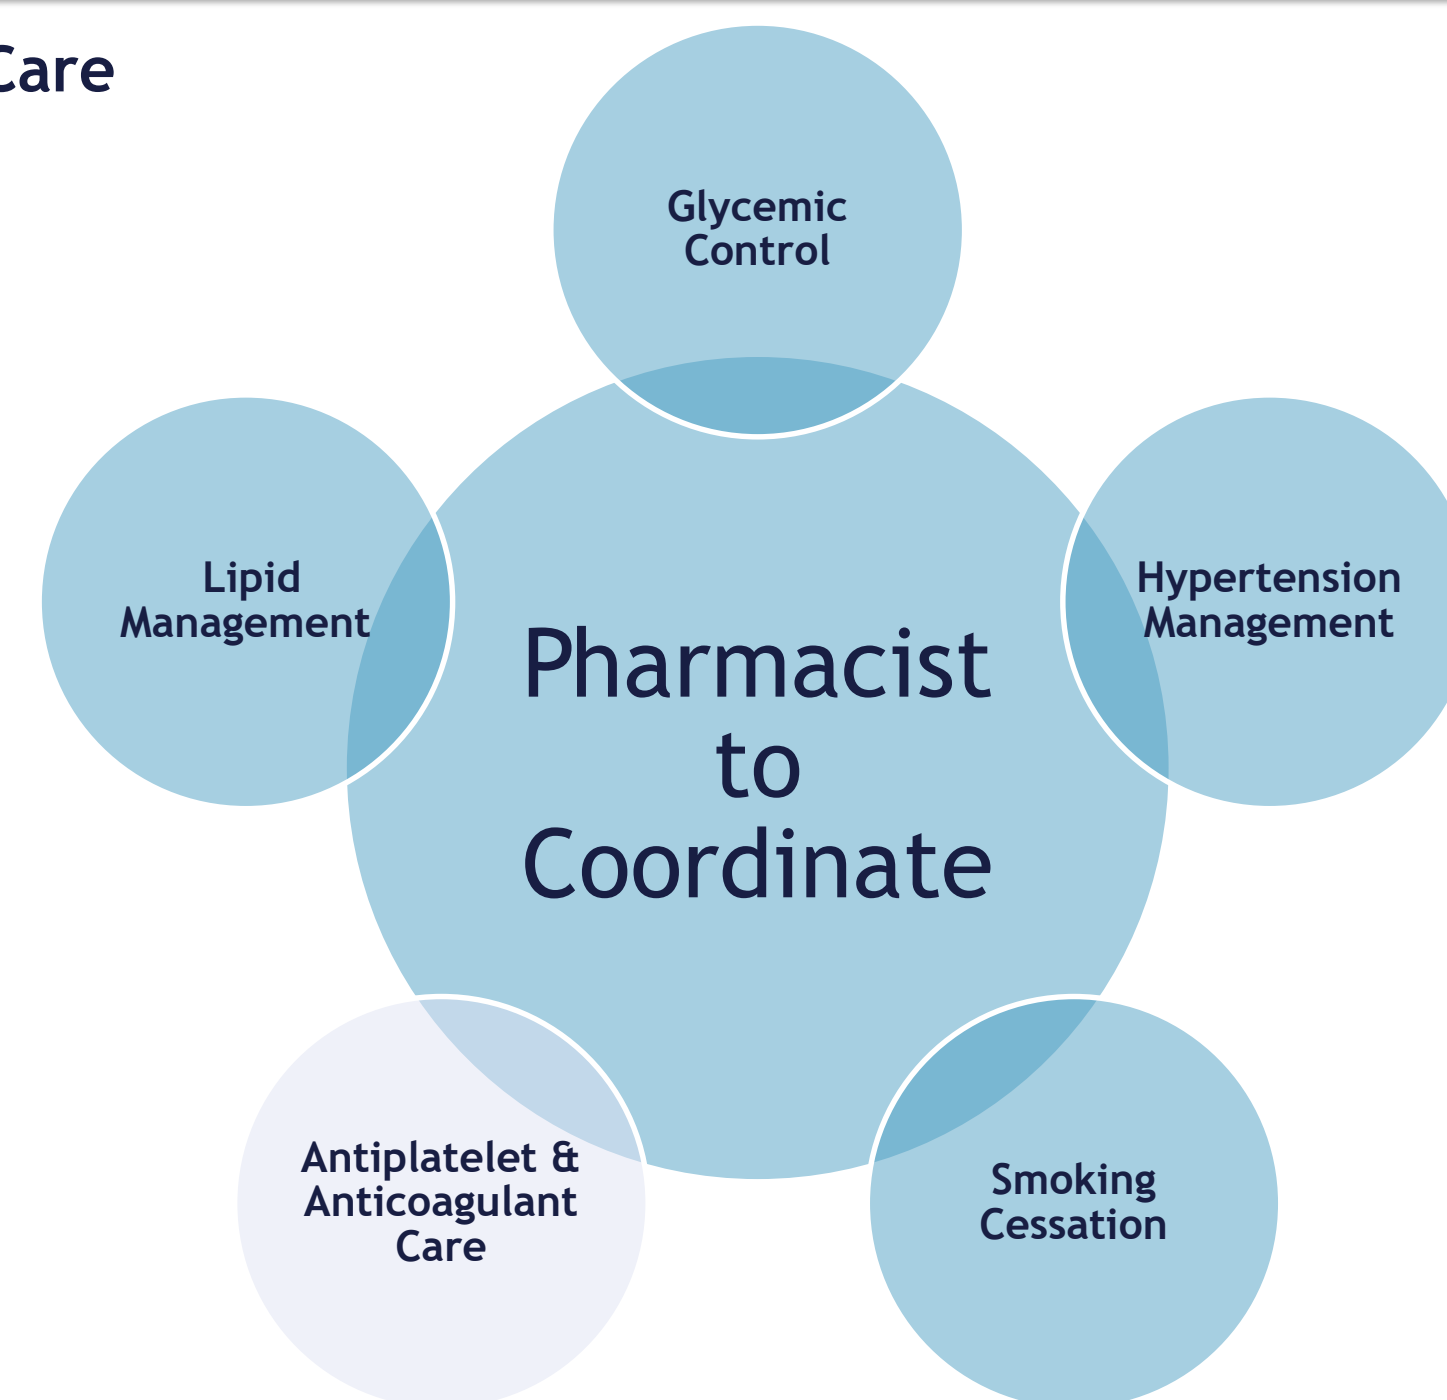 Care
Glycemic
Control
Lipid
Management
Hypertension
Management
Pharmacist
to
Coordinate
Antiplatelet &
Anticoagulant
Care
Smoking
Cessation